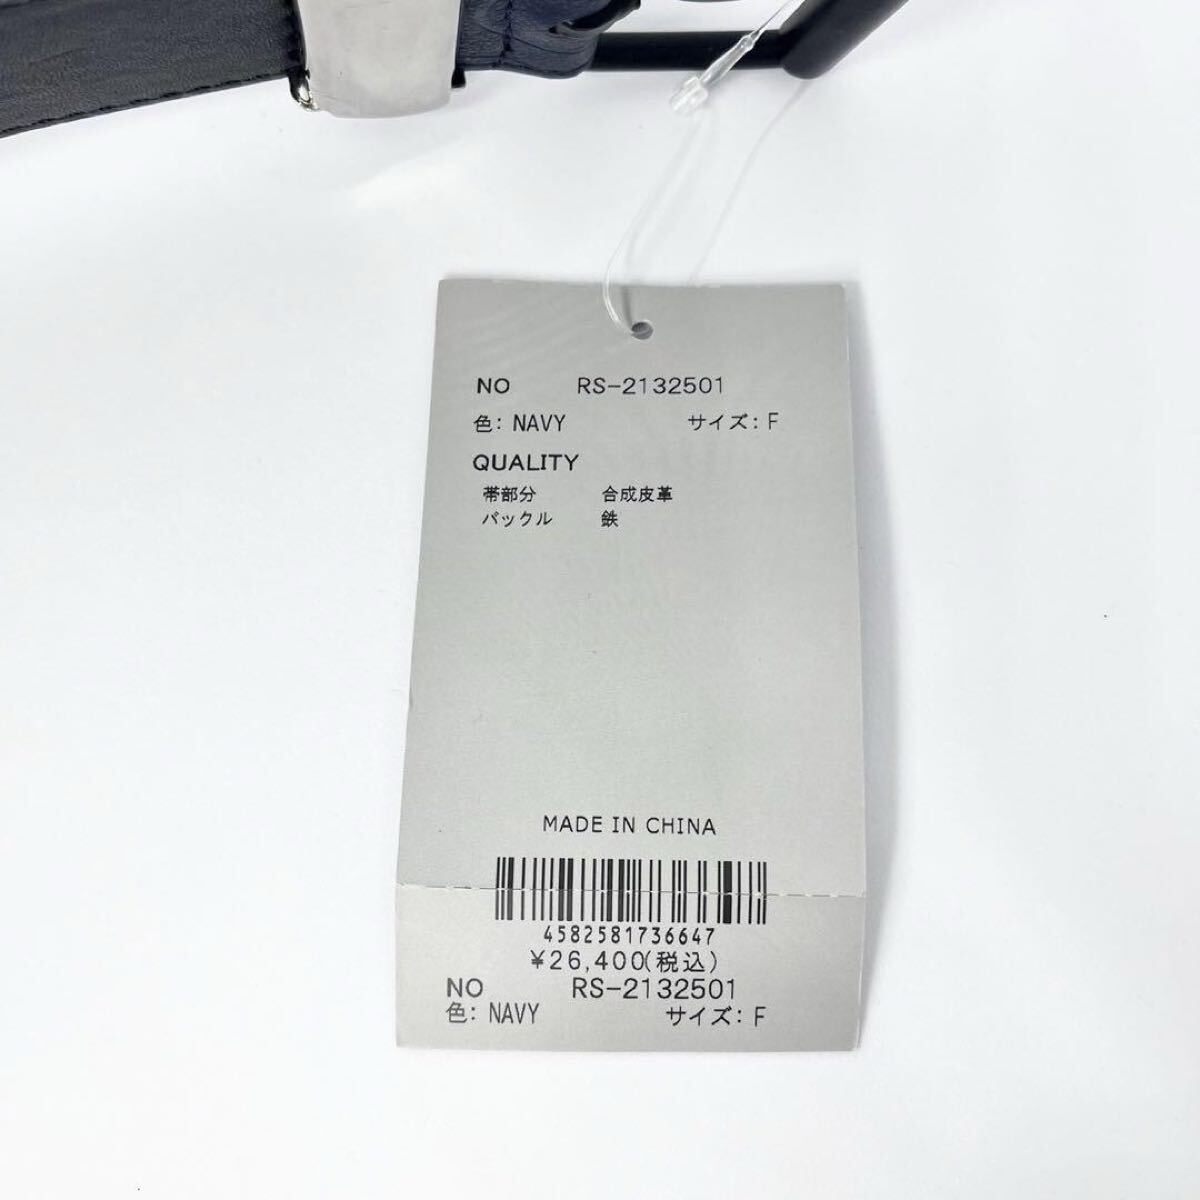 NO RS-2132501
色: NAVY サイズ: F
QUALITY
帯部分 合成皮革
バックル 鉄
MADE IN CHINA
4582581736647
¥26,400(税込)
NO RS-2132501
色: NAVY サイズ: F